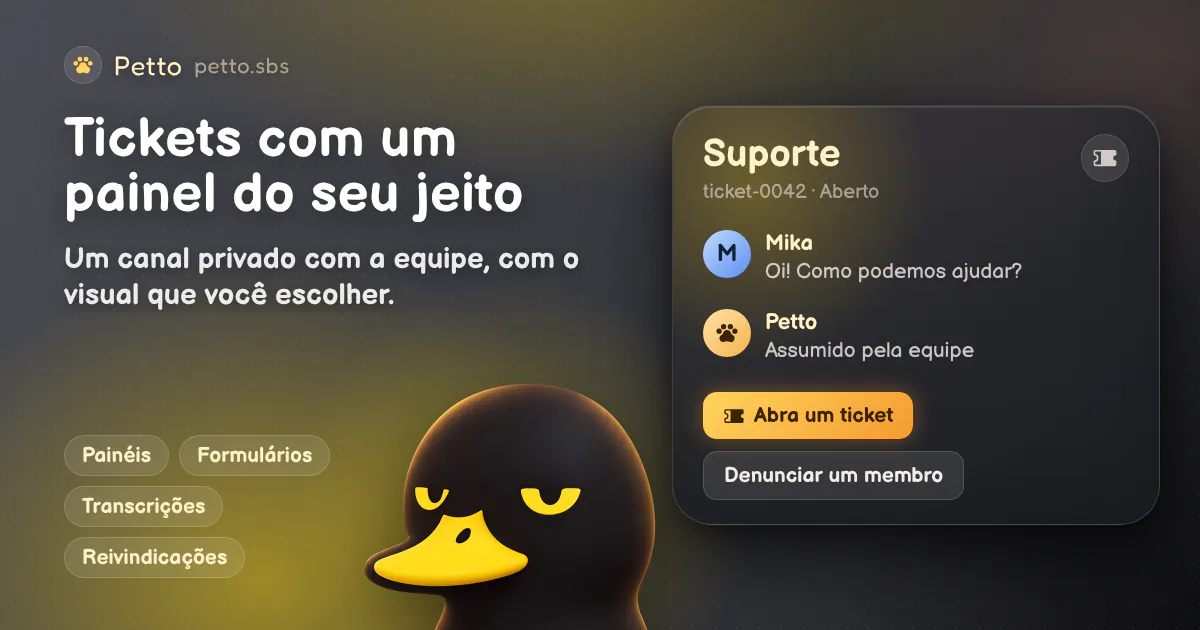 Petto petto.sbs
Tickets com um
painel do seu jeito
Um canal privado com a equipe, com o
visual que você escolher.
Painéis
Formulários
Transcrições
Reivindicações
Suporte
ticket-0042 · Aberto
M
Mika
Oi! Como podemos ajudar?
Petto
Assumido pela equipe
Abra um ticket
Denunciar um membro